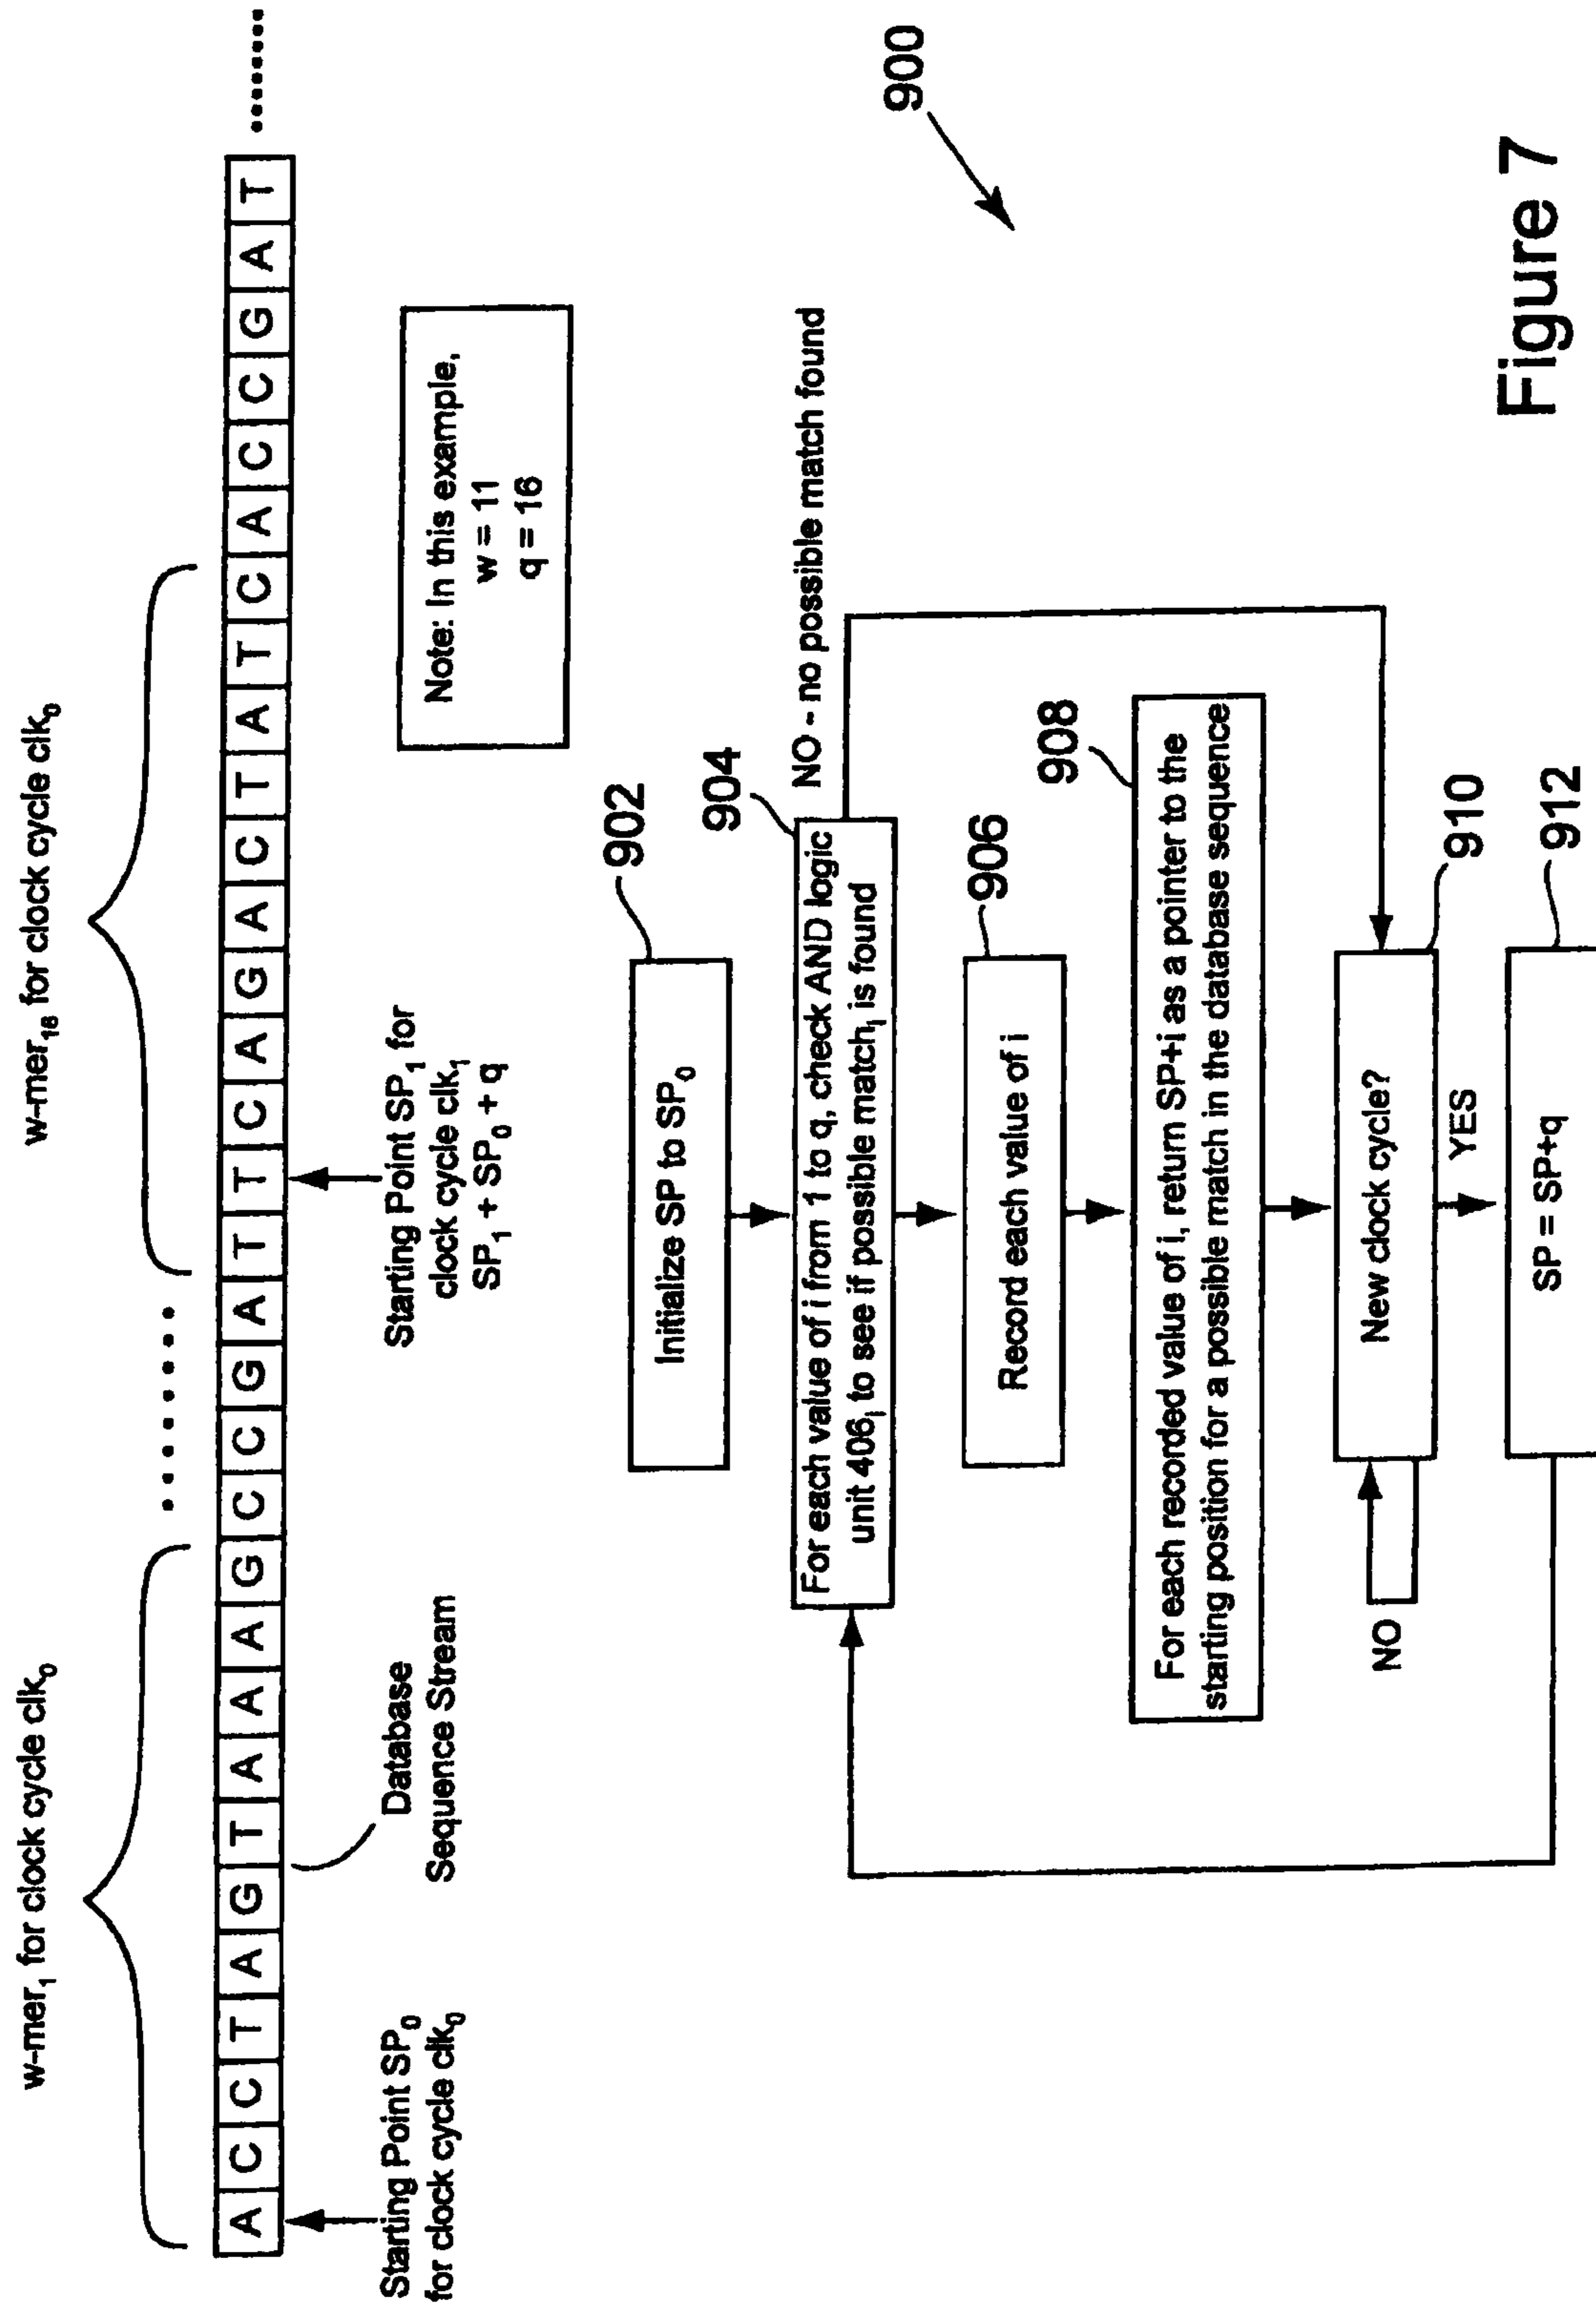 w-mer₁ for clock cycle clk₀
w-mer₁₆ for clock cycle clk₀
.......
A C C T A G T A A A G C C G A T T C A G A C T A T C A C C G A T .......
Starting Point SP₀
for clock cycle clk₀
Database
Sequence Stream
Starting Point SP₁ for
clock cycle clk₁
SP₁ + SP₀ + q
Note: In this example,
w = 11
q = 16
902
Initialize SP to SP₀
904
NO - no possible match found
For each value of i from 1 to q, check AND logic
unit 406ᵢ to see if possible matchᵢ is found
906
Record each value of i
908
For each recorded value of i, return SP+i as a pointer to the
starting position for a possible match in the database sequence
910
New clock cycle?
NO
YES
912
SP = SP+q
900
Figure 7